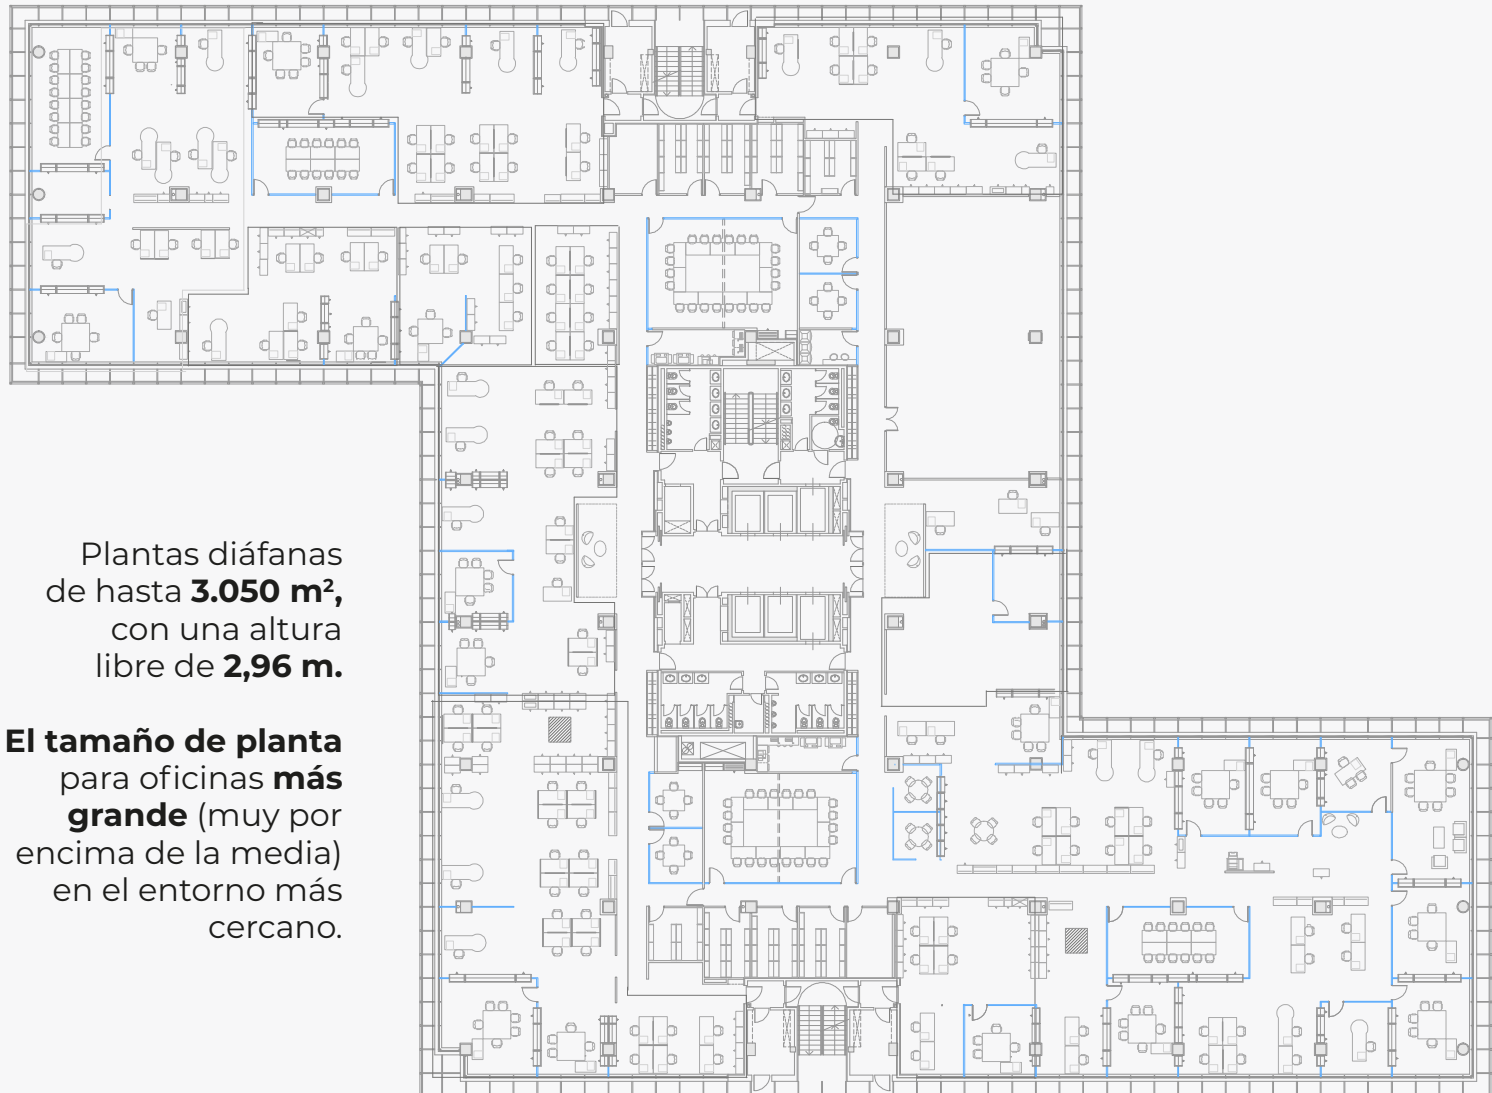 Plantas diáfanas
de hasta 3.050 m²,
con una altura
libre de 2,96 m.
El tamaño de planta
para oficinas más
grande (muy por
encima de la media)
en el entorno más
cercano.